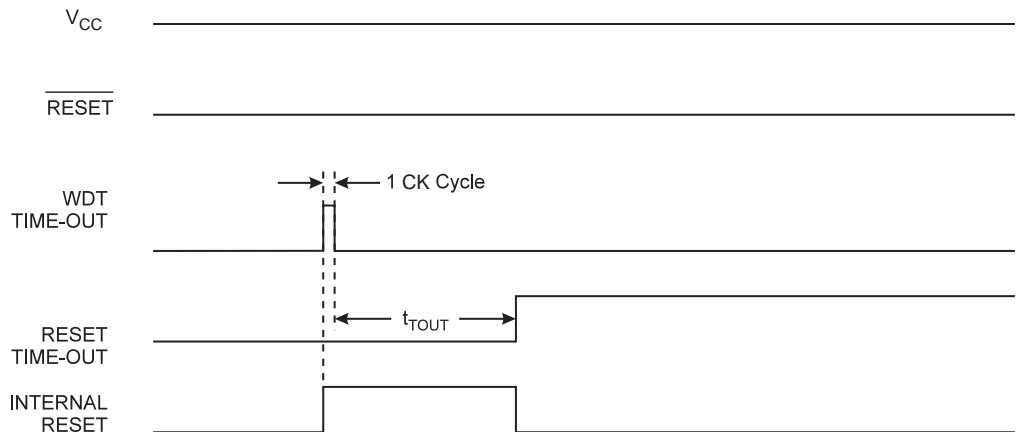 VCC
RESET
1 CK Cycle
WDT
TIME-OUT
tTOUT
RESET
TIME-OUT
INTERNAL
RESET